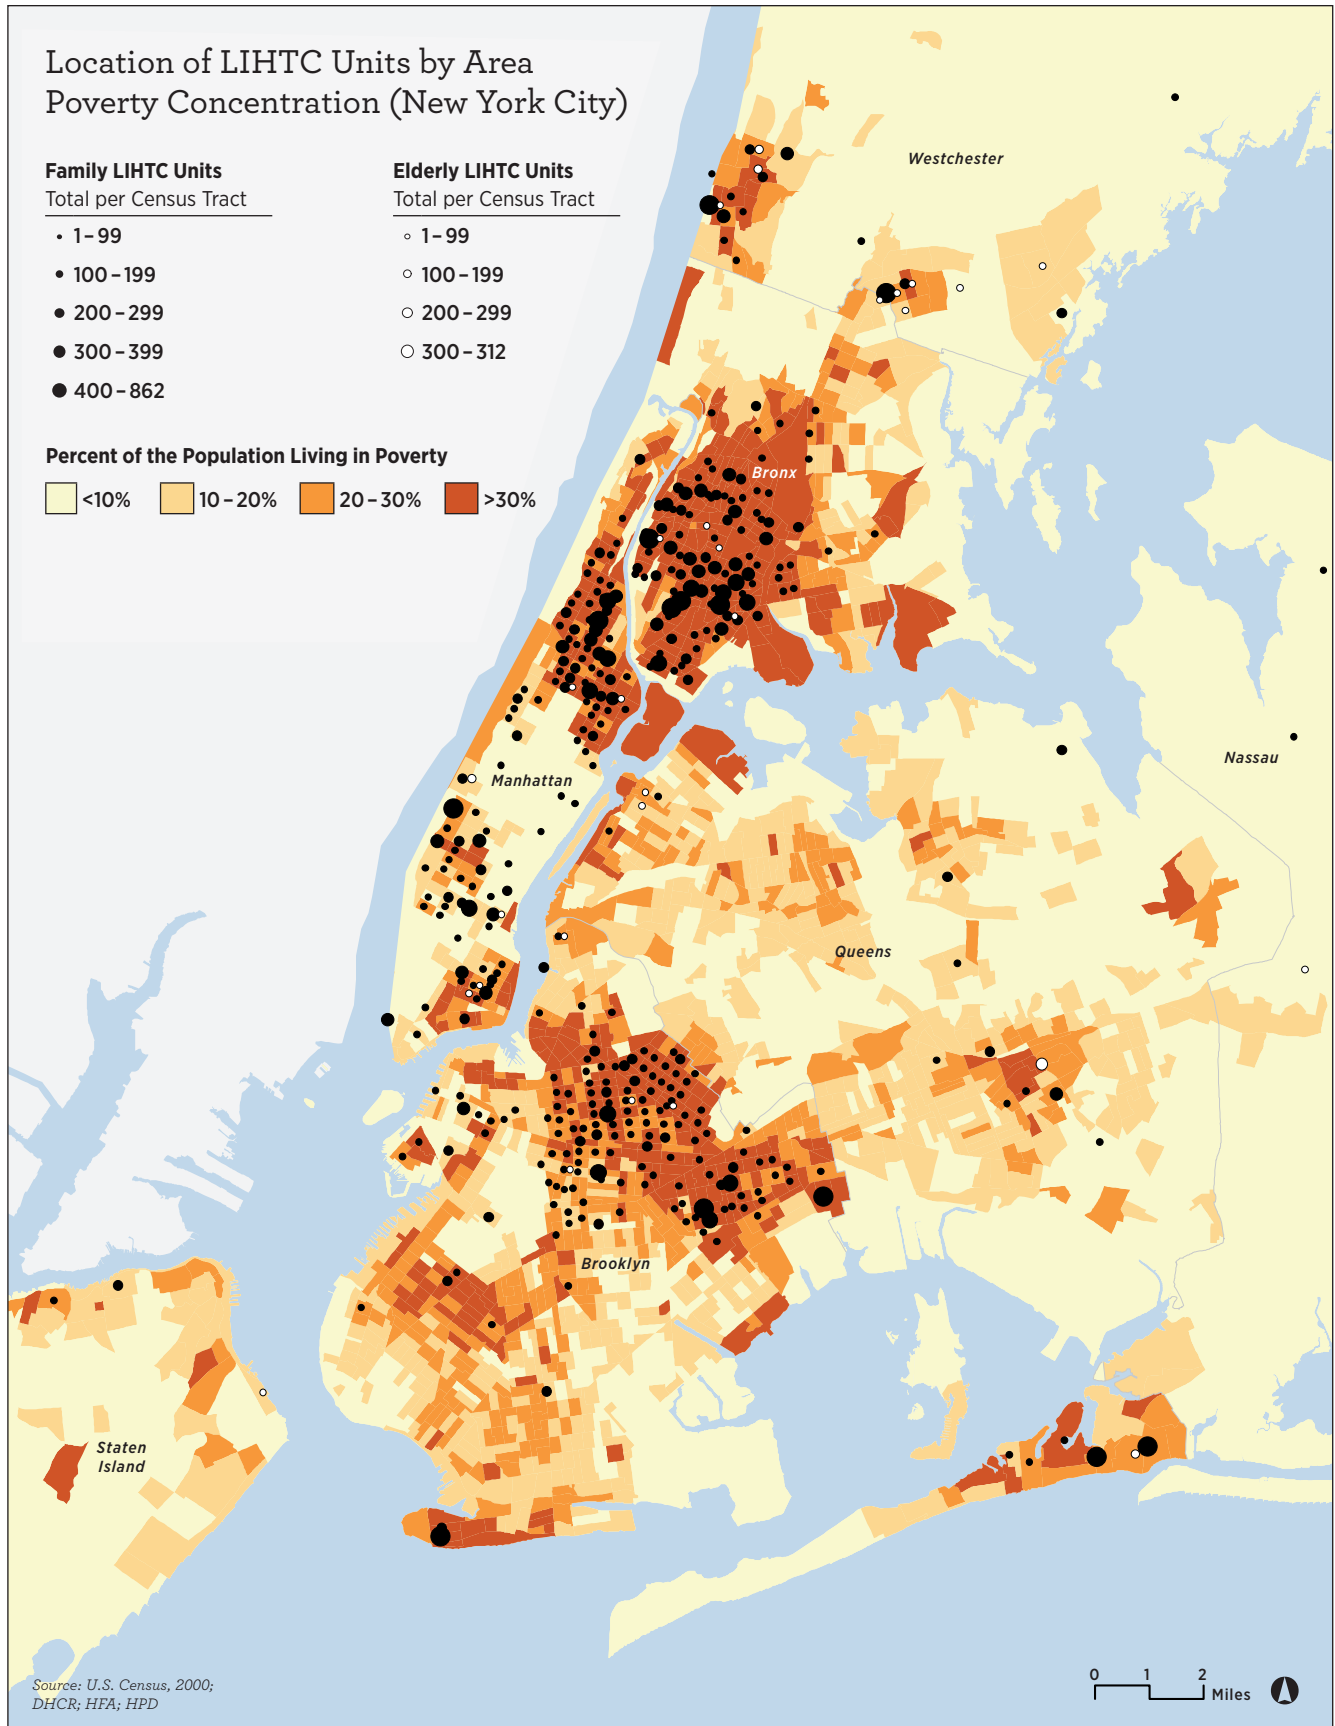 Location of LIHTC Units by Area
Poverty Concentration (New York City)
Family LIHTC Units
Total per Census Tract
1–99
100–199
200–299
300–399
400–862
Elderly LIHTC Units
Total per Census Tract
1–99
100–199
200–299
300–312
Percent of the Population Living in Poverty
<10%
10–20%
20–30%
>30%
Westchester
Bronx
Manhattan
Nassau
Queens
Brooklyn
Staten
Island
Source: U.S. Census, 2000;
DHCR; HFA; HPD
0 1 2
Miles